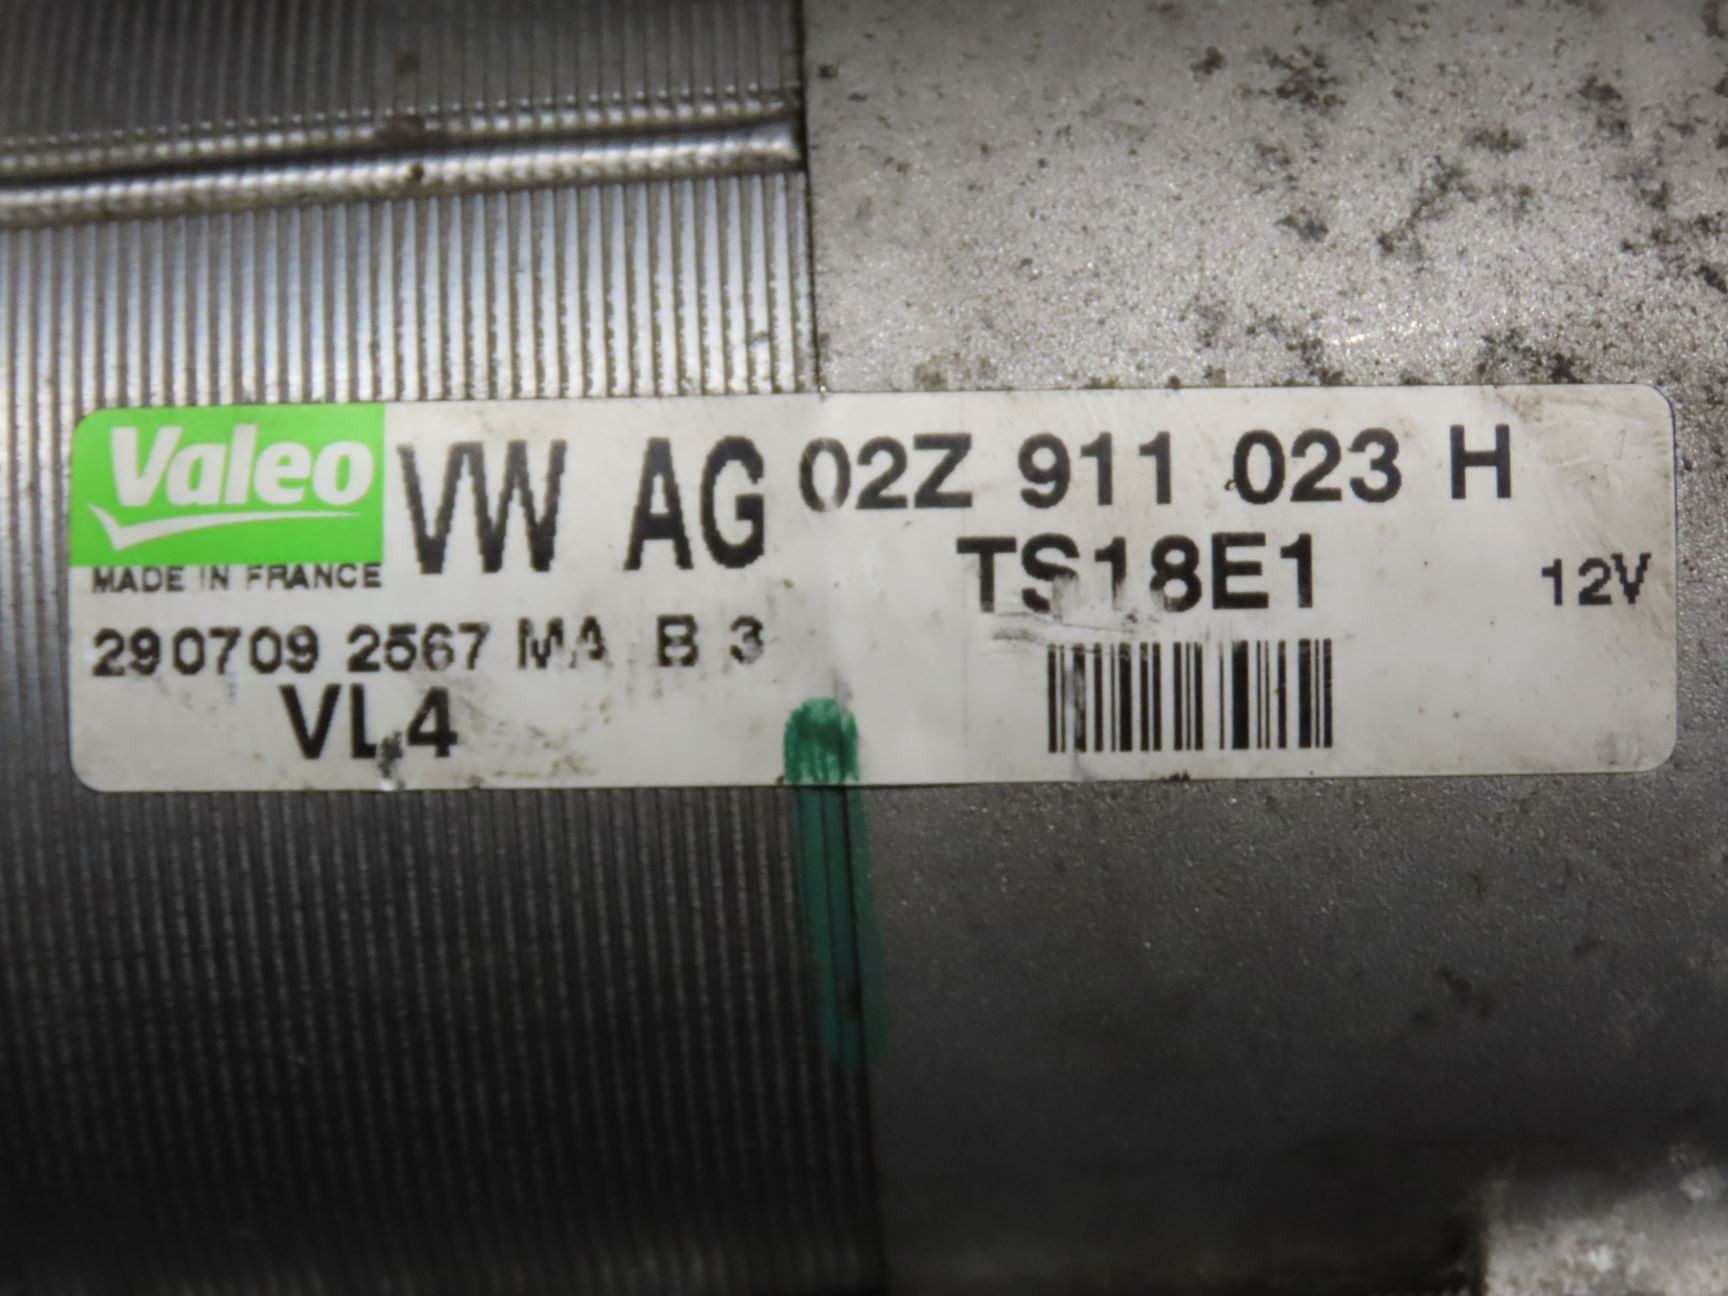 Valeo VW AG 02Z 911 023 H
MADE IN FRANCE TS18E1 12V
290709 2567 MA B 3
VL4